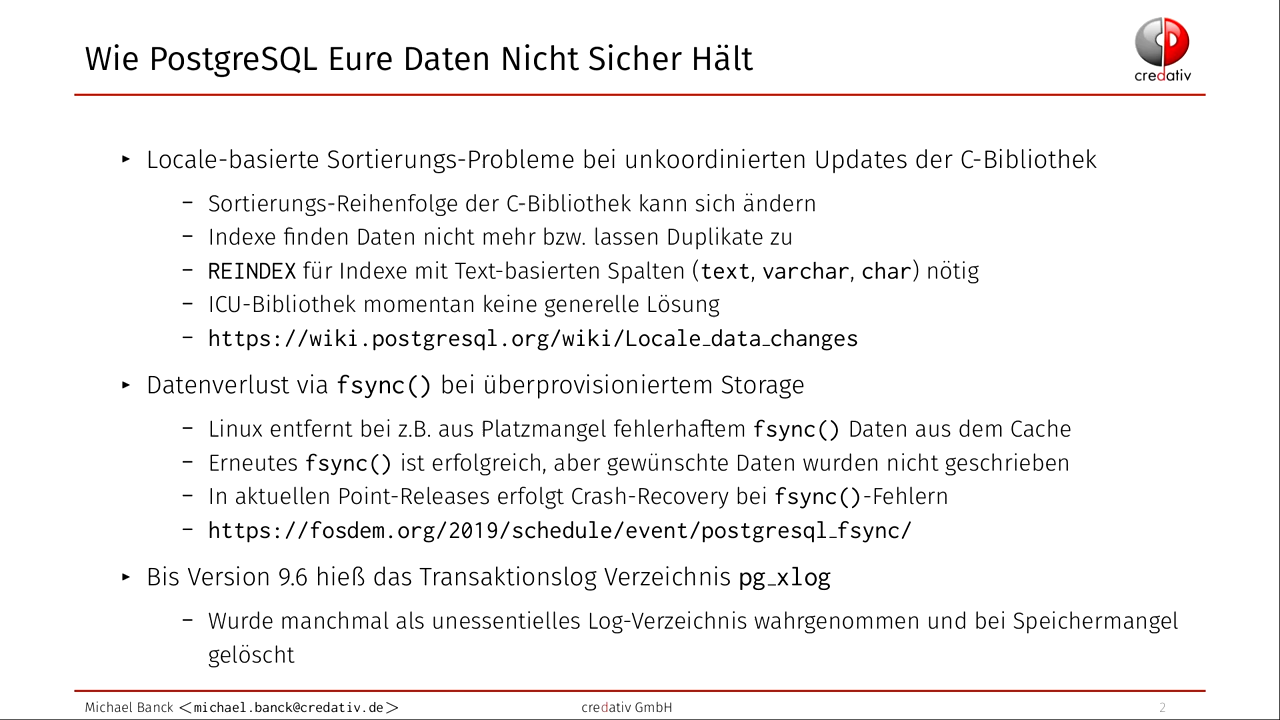 Wie PostgreSQL Eure Daten Nicht Sicher Hält
credativ
▸ Locale-basierte Sortierungs-Probleme bei unkoordinierten Updates der C-Bibliothek
– Sortierungs-Reihenfolge der C-Bibliothek kann sich ändern
– Indexe finden Daten nicht mehr bzw. lassen Duplikate zu
– REINDEX für Indexe mit Text-basierten Spalten (text, varchar, char) nötig
– ICU-Bibliothek momentan keine generelle Lösung
– https://wiki.postgresql.org/wiki/Locale_data_changes
▸ Datenverlust via fsync() bei überprovisioniertem Storage
– Linux entfernt bei z.B. aus Platzmangel fehlerhaftem fsync() Daten aus dem Cache
– Erneutes fsync() ist erfolgreich, aber gewünschte Daten wurden nicht geschrieben
– In aktuellen Point-Releases erfolgt Crash-Recovery bei fsync()-Fehlern
– https://fosdem.org/2019/schedule/event/postgresql_fsync/
▸ Bis Version 9.6 hieß das Transaktionslog Verzeichnis pg_xlog
– Wurde manchmal als unessentielles Log-Verzeichnis wahrgenommen und bei Speichermangel
gelöscht
Michael Banck <michael.banck@credativ.de> credativ GmbH 2